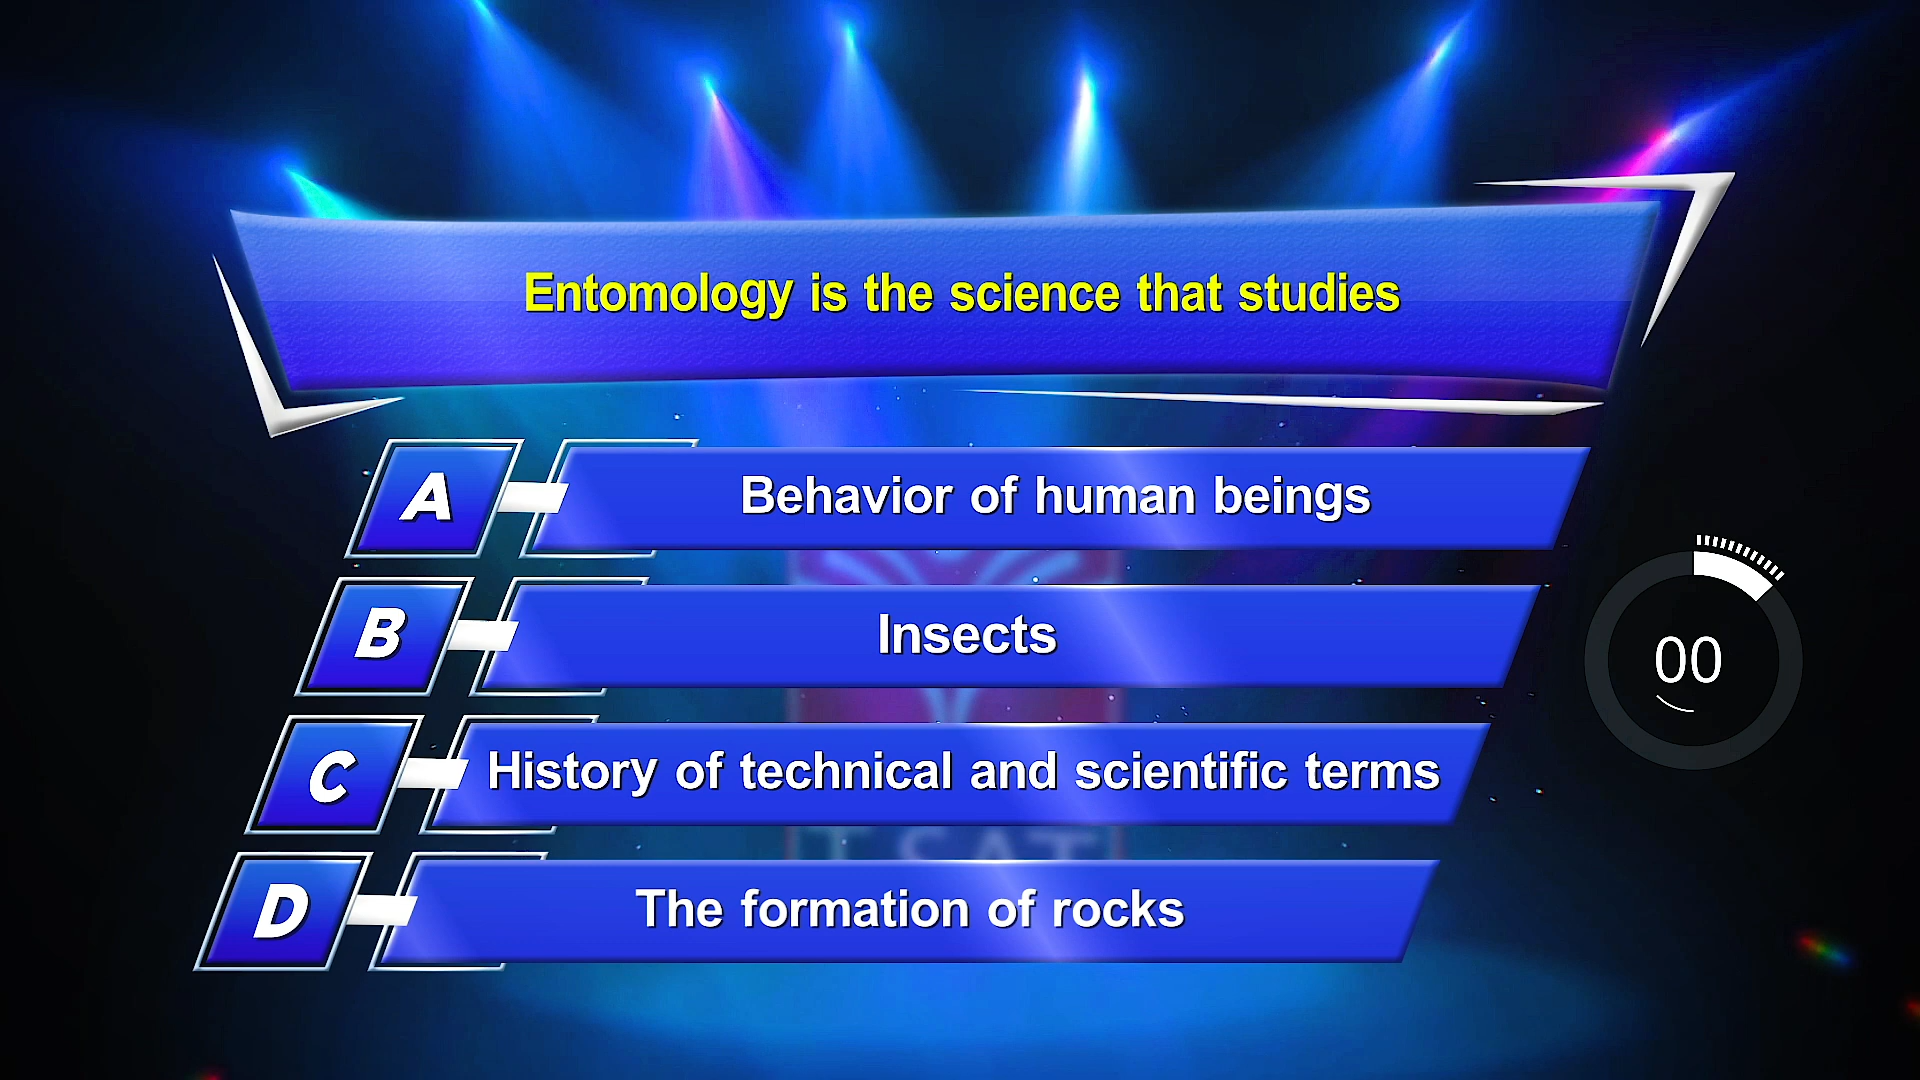 Entomology is the science that studies
A Behavior of human beings
B Insects
00
C History of technical and scientific terms
T SAT
D The formation of rocks